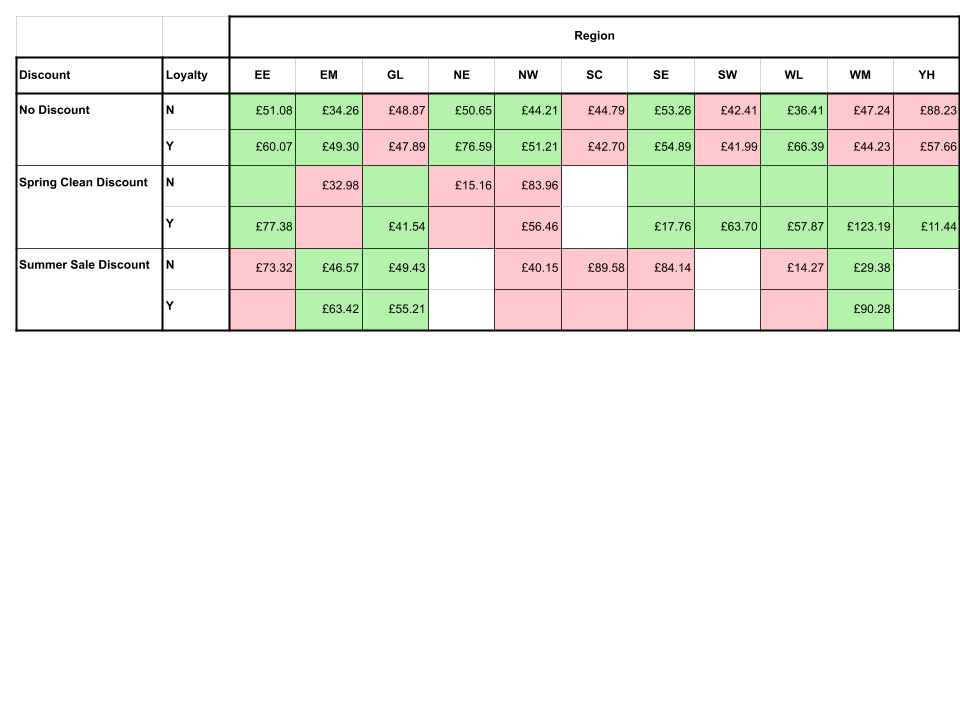 Region
Discount Loyalty EE EM GL NE NW SC SE SW WL WM YH
No Discount N £51.08 £34.26 £48.87 £50.65 £44.21 £44.79 £53.26 £42.41 £36.41 £47.24 £88.23
Y £60.07 £49.30 £47.89 £76.59 £51.21 £42.70 £54.89 £41.99 £66.39 £44.23 £57.66
Spring Clean Discount N £32.98 £15.16 £83.96
Y £77.38 £41.54 £56.46 £17.76 £63.70 £57.87 £123.19 £11.44
Summer Sale Discount N £73.32 £46.57 £49.43 £40.15 £89.58 £84.14 £14.27 £29.38
Y £63.42 £55.21 £90.28